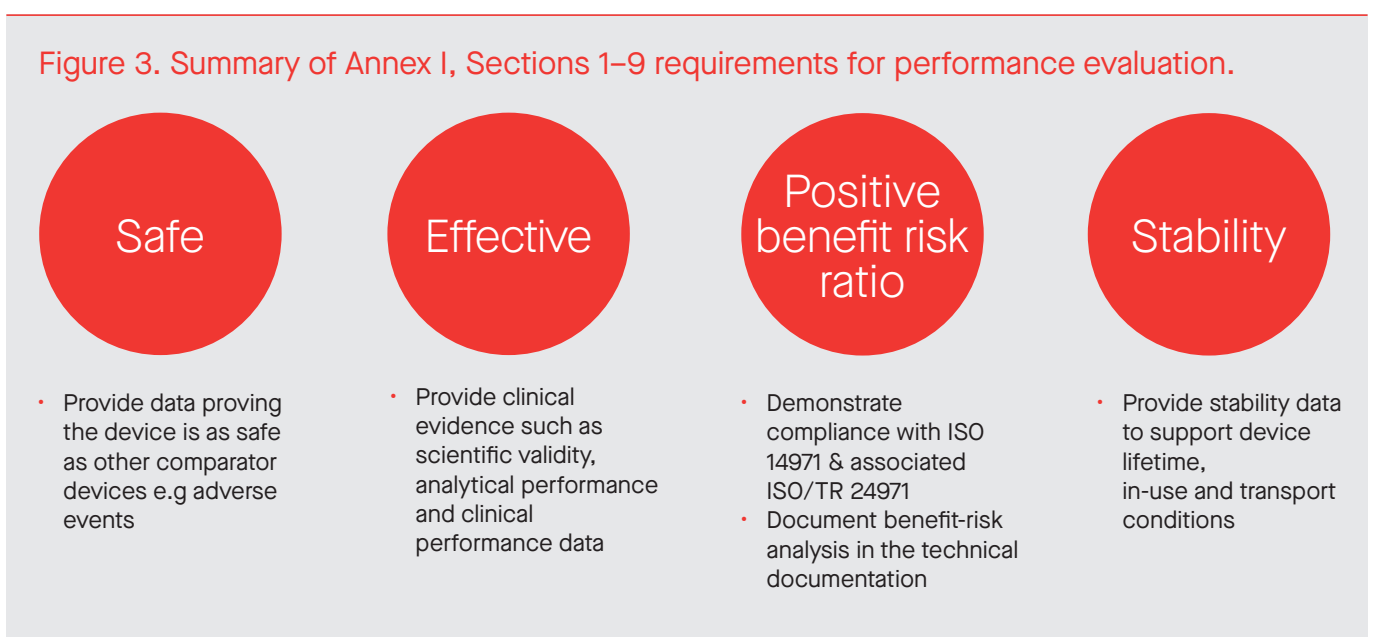 Figure 3. Summary of Annex I, Sections 1–9 requirements for performance evaluation.
Safe
• Provide data proving
the device is as safe
as other comparator
devices e.g adverse
events
Effective
• Provide clinical
evidence such as
scientific validity,
analytical performance
and clinical
performance data
Positive
benefit risk
ratio
• Demonstrate
compliance with ISO
14971 & associated
ISO/TR 24971
• Document benefit-risk
analysis in the technical
documentation
Stability
• Provide stability data
to support device
lifetime,
in-use and transport
conditions